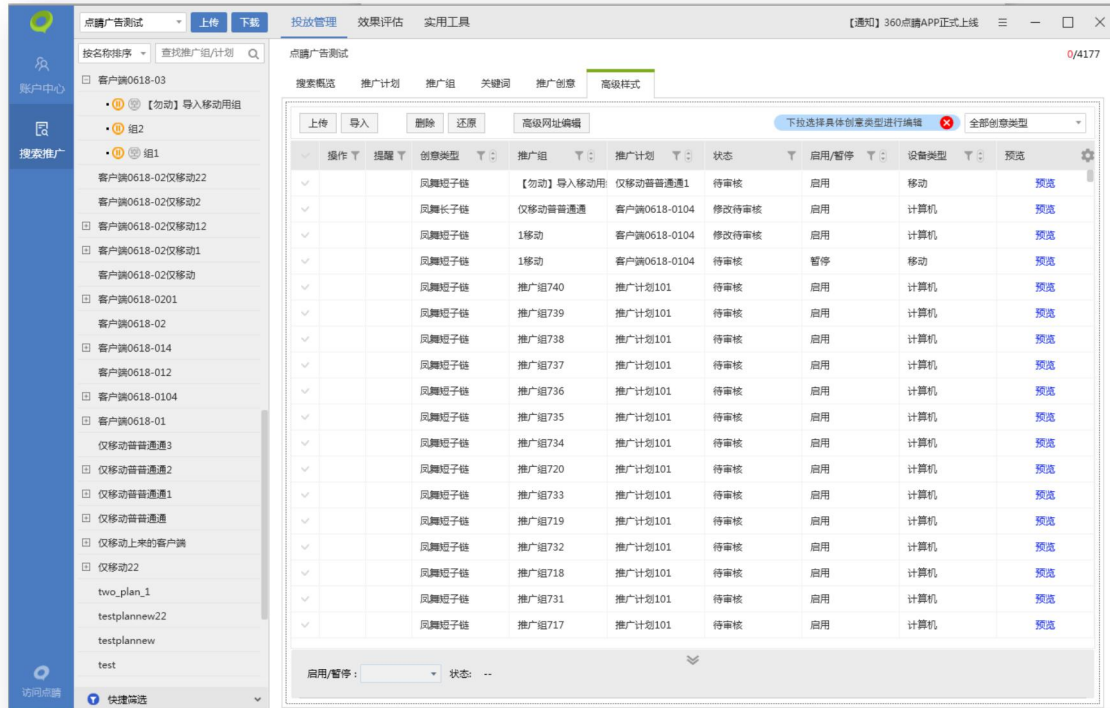 点睛广告测试 上传 下载 投放管理 效果评估 实用工具 【通知】360点睛APP正式上线
账户中心
搜索推广
访问点睛
按名称排序 查找推广组/计划
客户端0618-03
【勿动】导入移动用组
组2
组1
客户端0618-02仅移动22
客户端0618-02仅移动2
客户端0618-02仅移动12
客户端0618-02仅移动1
客户端0618-02仅移动
客户端0618-0201
客户端0618-02
客户端0618-014
客户端0618-012
客户端0618-0104
客户端0618-01
仅移动普普通通3
仅移动普普通通2
仅移动普普通通1
仅移动普普通通
仅移动上来的客户端
仅移动22
two_plan_1
testplannew22
testplannew
test
快捷筛选
点睛广告测试 0/4177
搜索概览 推广计划 推广组 关键词 推广创意 高级样式
上传 导入 删除 还原 高级网址编辑 下拉选择具体创意类型进行编辑 全部创意类型
操作 提醒 创意类型 推广组 推广计划 状态 启用/暂停 设备类型 预览
凤舞短子链 【勿动】导入移动用 仅移动普普通通1 待审核 启用 移动 预览
凤舞长子链 仅移动普普通通 客户端0618-0104 修改待审核 启用 计算机 预览
凤舞短子链 1移动 客户端0618-0104 修改待审核 启用 计算机 预览
凤舞短子链 1移动 客户端0618-0104 待审核 暂停 移动 预览
凤舞短子链 推广组740 推广计划101 待审核 启用 计算机 预览
凤舞短子链 推广组739 推广计划101 待审核 启用 计算机 预览
凤舞短子链 推广组738 推广计划101 待审核 启用 计算机 预览
凤舞短子链 推广组737 推广计划101 待审核 启用 计算机 预览
凤舞短子链 推广组736 推广计划101 待审核 启用 计算机 预览
凤舞短子链 推广组735 推广计划101 待审核 启用 计算机 预览
凤舞短子链 推广组734 推广计划101 待审核 启用 计算机 预览
凤舞短子链 推广组720 推广计划101 待审核 启用 计算机 预览
凤舞短子链 推广组733 推广计划101 待审核 启用 计算机 预览
凤舞短子链 推广组719 推广计划101 待审核 启用 计算机 预览
凤舞短子链 推广组732 推广计划101 待审核 启用 计算机 预览
凤舞短子链 推广组718 推广计划101 待审核 启用 计算机 预览
凤舞短子链 推广组731 推广计划101 待审核 启用 计算机 预览
凤舞短子链 推广组717 推广计划101 待审核 启用 计算机 预览
启用/暂停： 状态: --